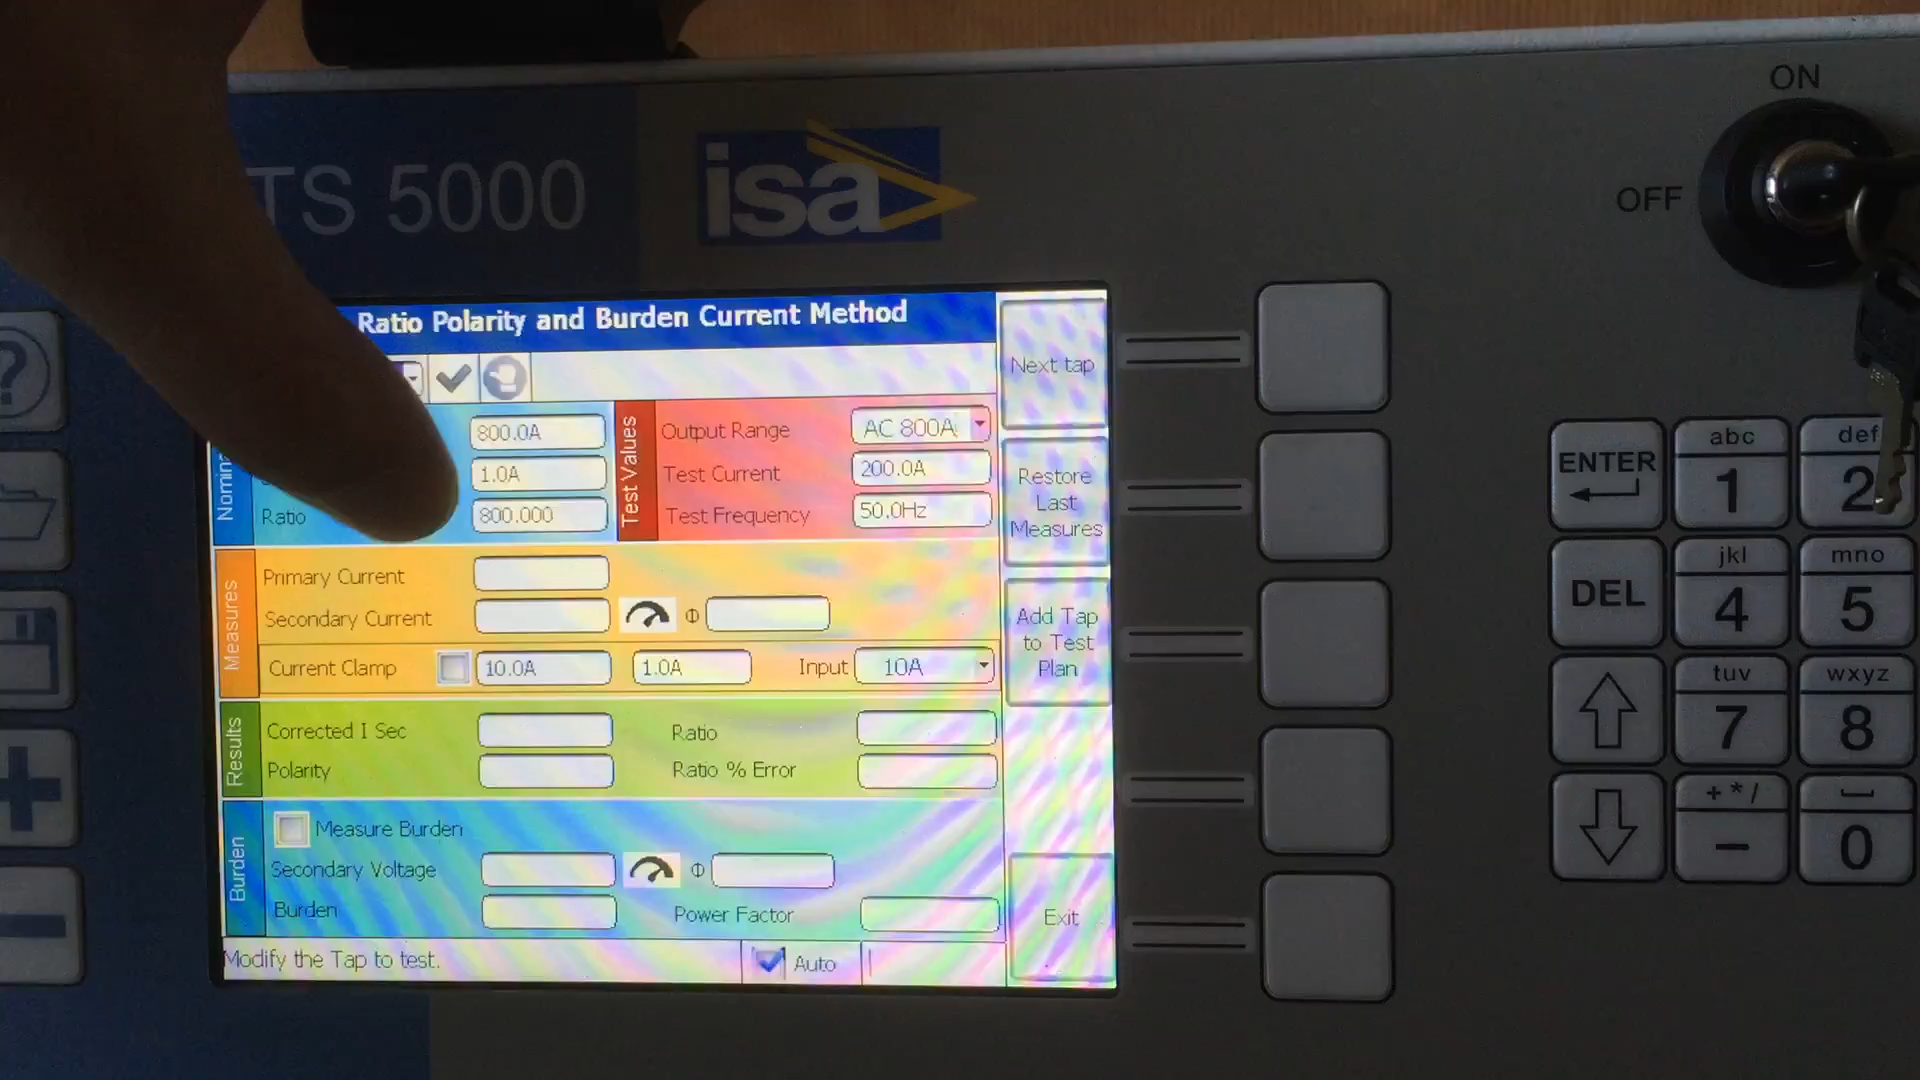 TS 5000
isa
ON
OFF
Ratio Polarity and Burden Current Method
800.0A
1.0A
Ratio 800.000
Test Values
Output Range AC 800A
Test Current 200.0A
Test Frequency 50.0Hz
Measures
Primary Current
Secondary Current Φ
Current Clamp 10.0A 1.0A Input 10A
Results
Corrected I Sec Ratio
Polarity Ratio % Error
Burden
Measure Burden
Secondary Voltage Φ
Burden Power Factor
Modify the Tap to test. Auto
Next tap
Restore
Last
Measures
Add Tap
to Test
Plan
Exit
?
ENTER
abc
1
def
2
DEL
jkl
4
mno
5
tuv
7
wxyz
8
+ * /
-
0